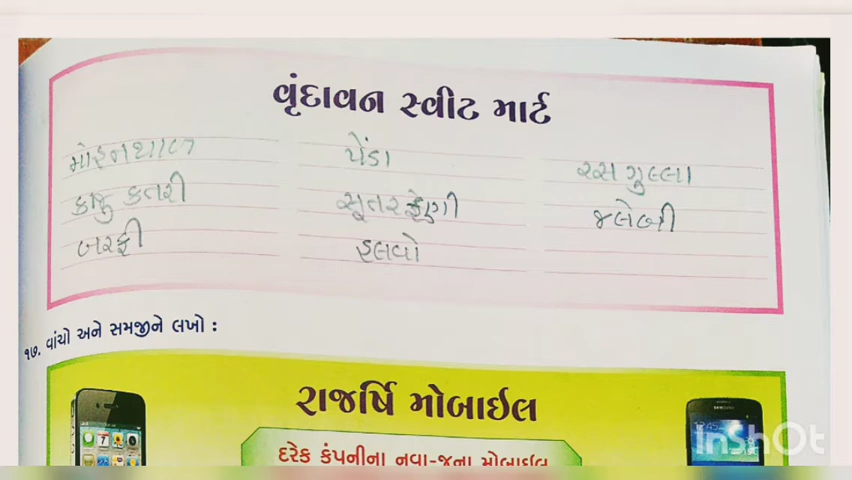 વૃંદાવન સ્વીટ માર્ટ
મોહનથાળ પેંડા રસગુલ્લા
કાજુ કતરી સૂતરફેણી જલેબી
બરફી હલવો
૧૭. વાંચો અને સમજીને લખો :
રાજર્ષિ મોબાઈલ
દરેક કંપનીના નવા-જૂના મોબાઈલ
InShOt